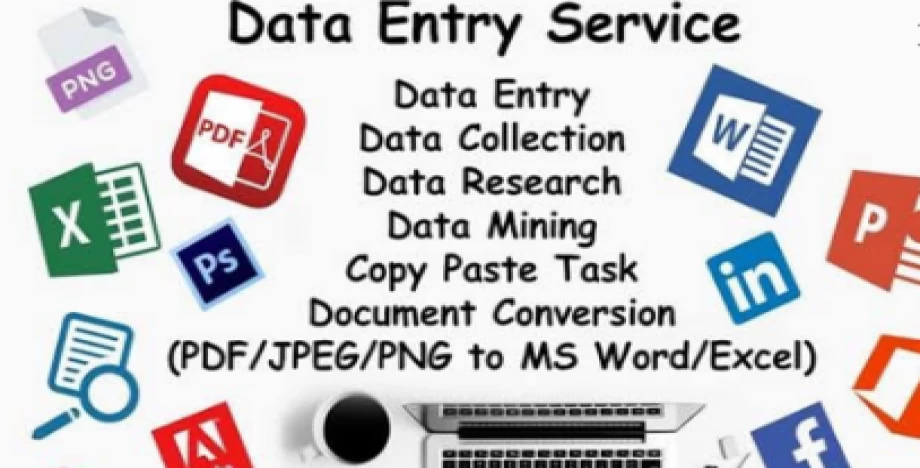 Data Entry Service
PNG
PDF
Data Entry
Data Collection
Data Research
Data Mining
Copy Paste Task
Document Conversion
(PDF/JPEG/PNG to MS Word/Excel)
W
P
X
Ps
in
f